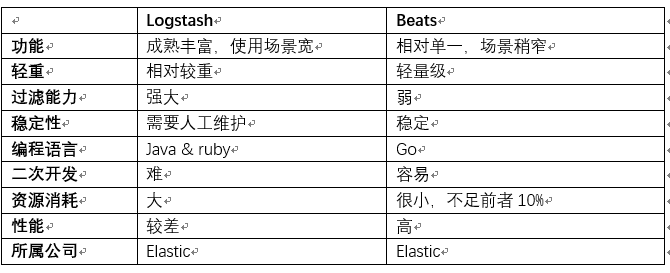 Logstash Beats
功能 成熟丰富，使用场景宽 相对单一，场景稍窄
轻重 相对较重 轻量级
过滤能力 强大 弱
稳定性 需要人工维护 稳定
编程语言 Java & ruby Go
二次开发 难 容易
资源消耗 大 很小，不足前者 10%
性能 较差 高
所属公司 Elastic Elastic